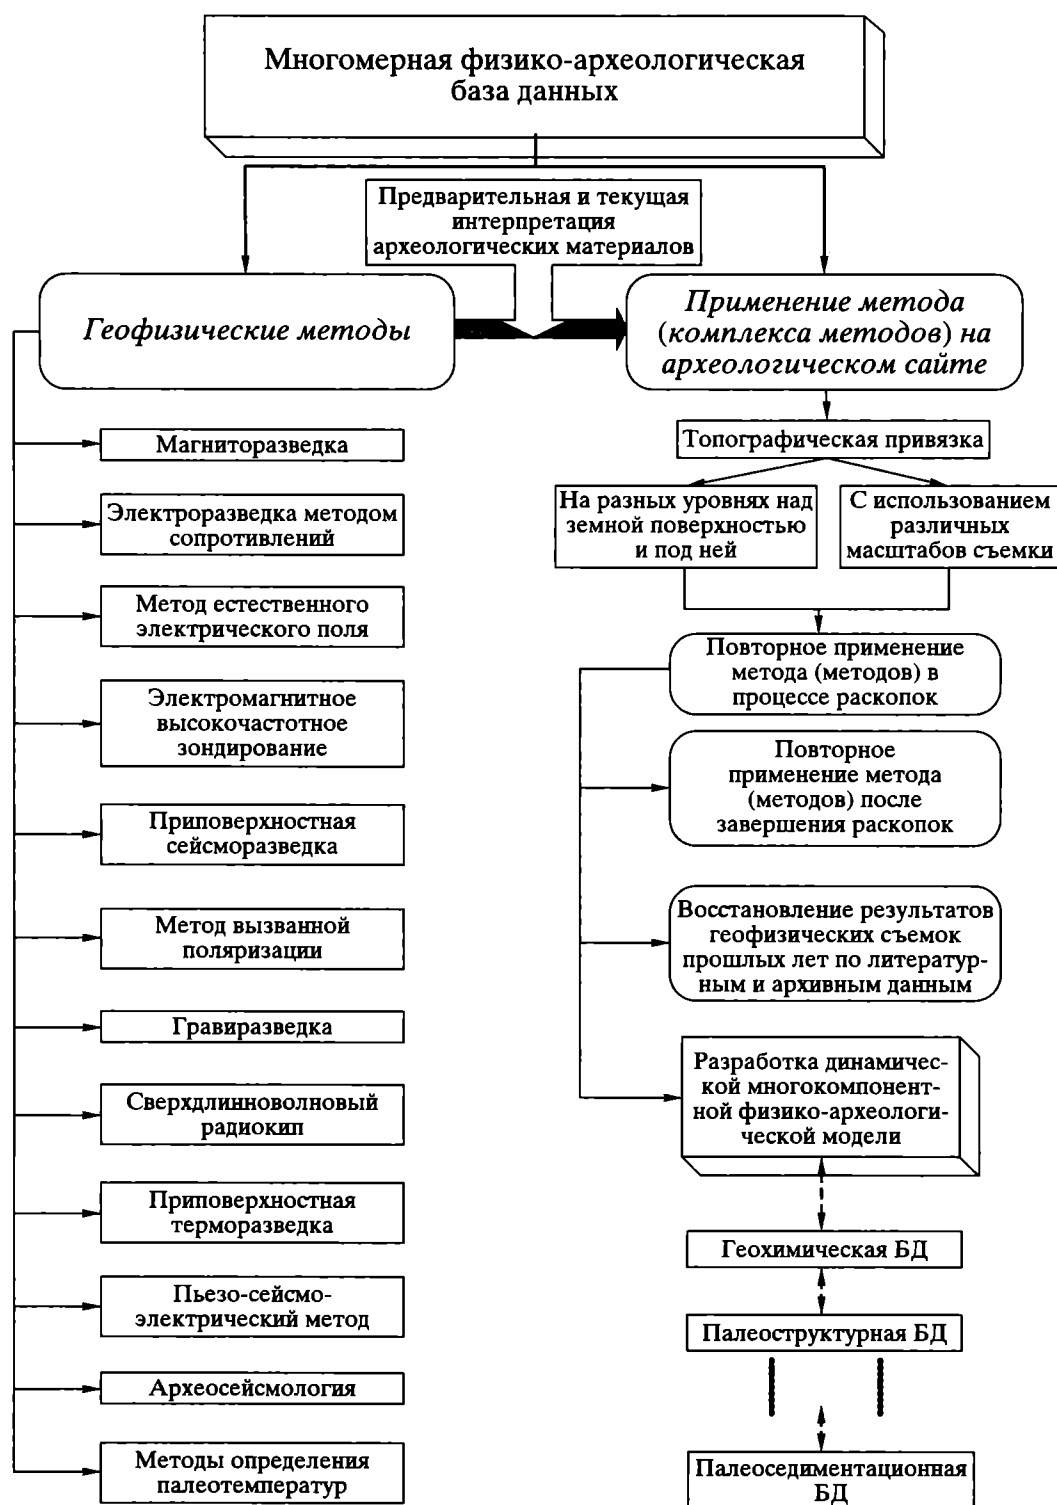 Многомерная физико-археологическая
база данных
Предварительная и текущая
интерпретация
археологических материалов
Геофизические методы
Применение метода
(комплекса методов) на
археологическом сайте
Магниторазведка
Электроразведка методом
сопротивлений
Метод естественного
электрического поля
Электромагнитное
высокочастотное
зондирование
Приповерхностная
сейсморазведка
Метод вызванной
поляризации
Гравиразведка
Сверхдлинноволновый
радиокип
Приповерхностная
терморазведка
Пьезо-сейсмо-
электрический метод
Археосейсмология
Методы определения
палеотемператур
Топографическая привязка
На разных уровнях над
земной поверхностью
и под ней
С использованием
различных
масштабов съемки
Повторное применение
метода (методов) в
процессе раскопок
Повторное
применение метода
(методов) после
завершения раскопок
Восстановление результатов
геофизических съемок
прошлых лет по литератур-
ным и архивным данным
Разработка динамичес-
кой многокомпонент-
ной физико-археологи-
ческой модели
Геохимическая БД
Палеоструктурная БД
Палеоседиментационная
БД